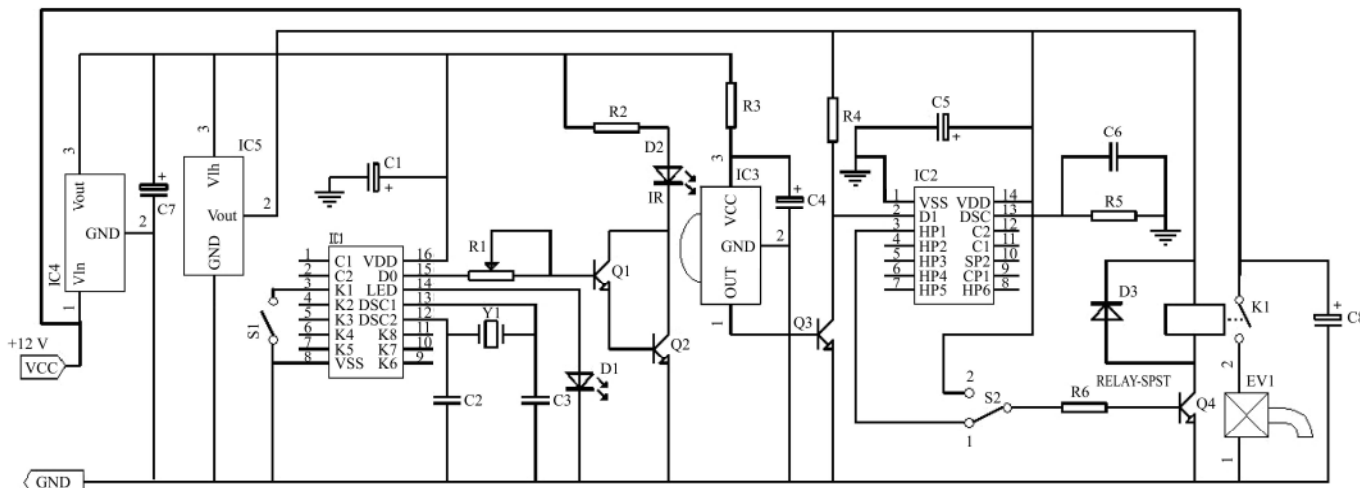 3
IC5
3
VIh
Vout
2
GND
Vout
GND
2
VIn
IC4
1
+
C7
+12 V
VCC
GND
C1
+
IC1
1 C1 VDD 16
2 C2 D0 15
3 K1 LED 14
4 K2 DSC1 13
5 K3 DSC2 12
6 K4 K8 11
7 K5 K7 10
8 VSS K6 9
S1
R1
Y1
C2
C3
D1
Q1
Q2
R2
D2
IR
R3
3
IC3
VCC
GND
2
OUT
1
+
C4
Q3
R4
C5
+
IC2
1 VSS VDD 14
2 D1 DSC 13
3 HP1 C2 12
4 HP2 C1 11
5 HP3 SP2 10
6 HP4 CP1 9
7 HP5 HP6 8
C6
R5
2
S2
1
R6
D3
RELAY-SPST
Q4
K1
2
EV1
1
+
C8